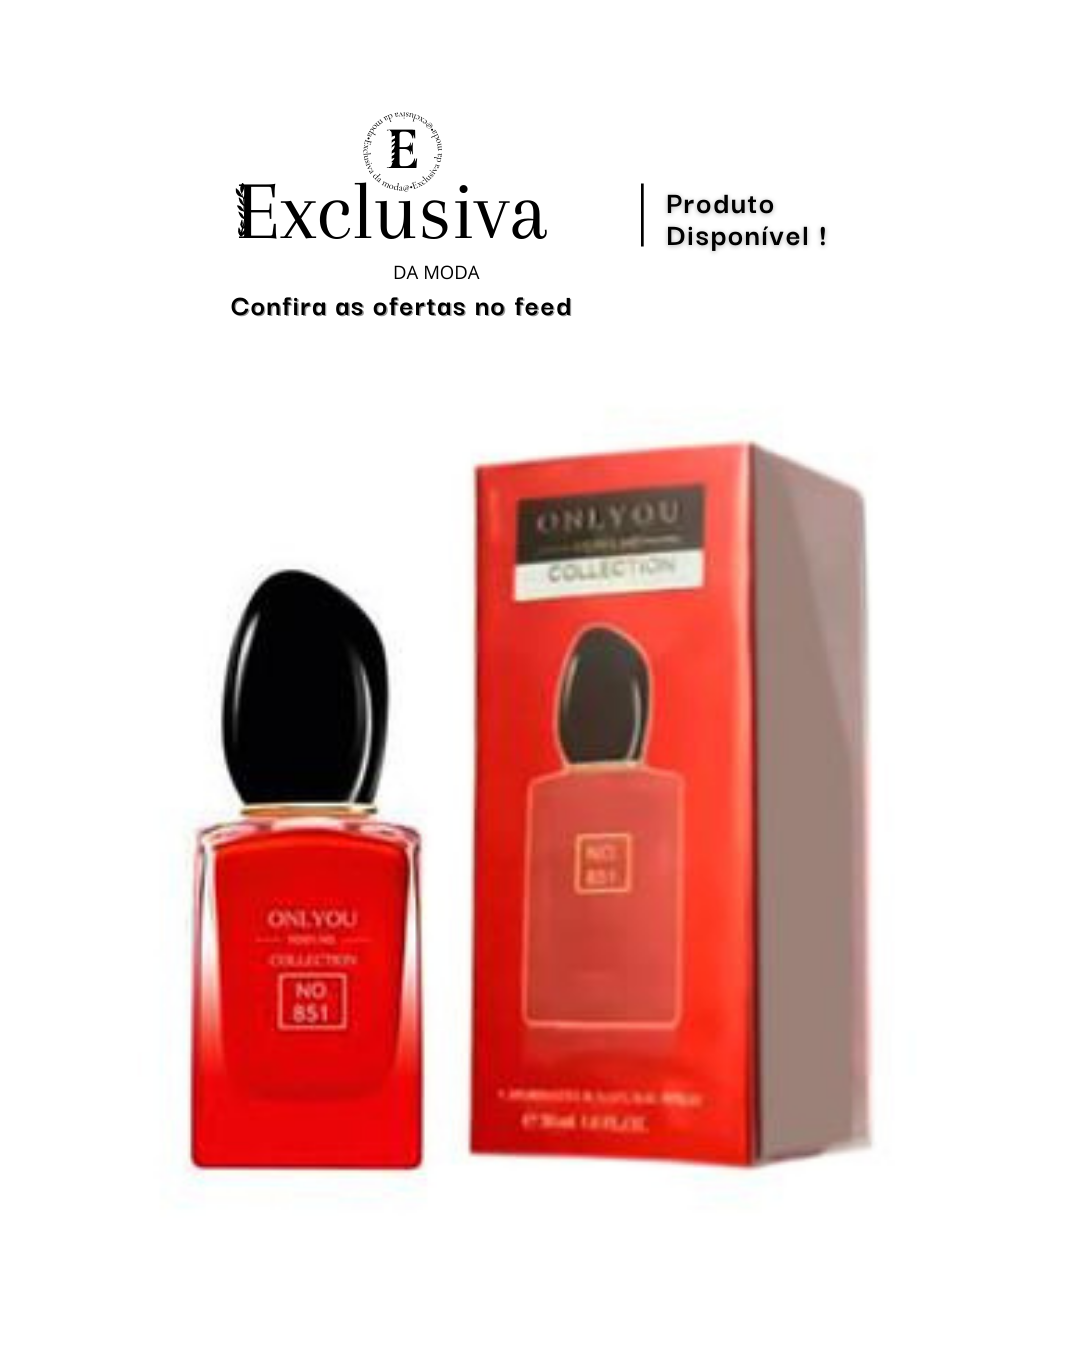 E
Exclusiva
DA MODA
Confira as ofertas no feed
Produto
Disponível !
ONLYOU
COLLECTION
NO.
851
ONLYOU
COLLECTION
NO
851